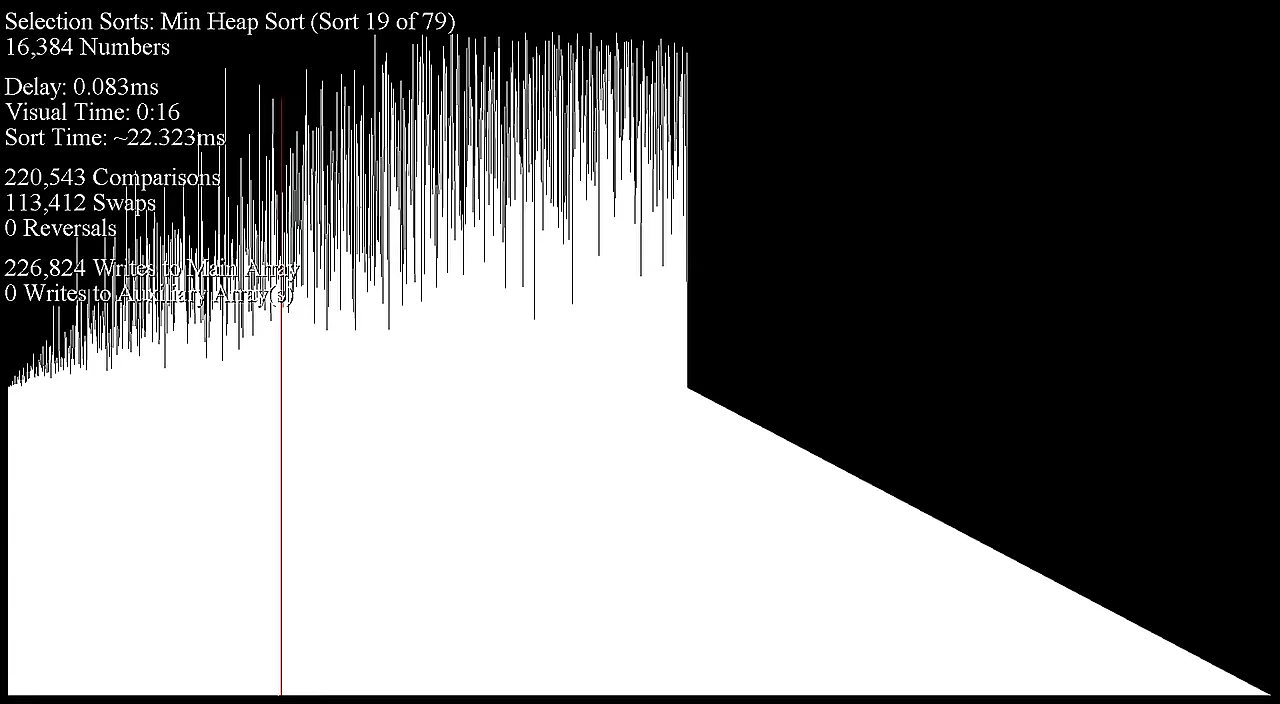 Selection Sorts: Min Heap Sort (Sort 19 of 79)
16,384 Numbers
Delay: 0.083ms
Visual Time: 0:16
Sort Time: ~22.323ms
220,543 Comparisons
113,412 Swaps
0 Reversals
226,824 Writes to Main Array
0 Writes to Auxiliary Array(s)